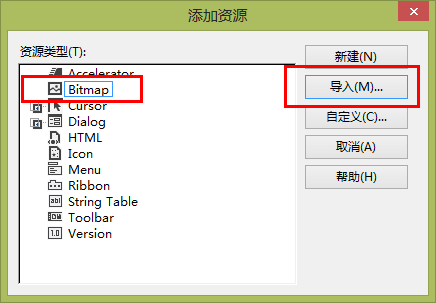 添加资源
资源类型(T):
Accelerator
Bitmap
Cursor
Dialog
HTML
Icon
Menu
Ribbon
String Table
Toolbar
Version
新建(N)
导入(M)...
自定义(C)...
取消(A)
帮助(H)